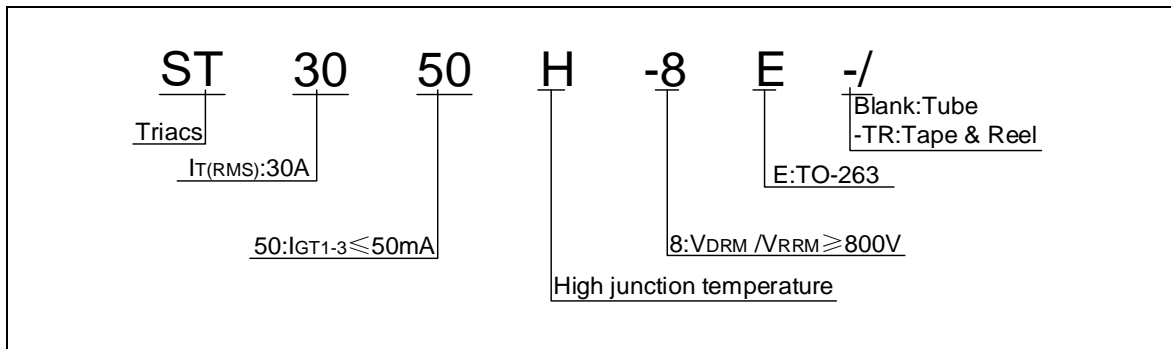 ST 30 50 H -8 E -/
Blank:Tube
-TR:Tape & Reel
Triacs
IT(RMS):30A
E:TO-263
50:IGT1-3≤50mA
8:VDRM /VRRM≥800V
High junction temperature